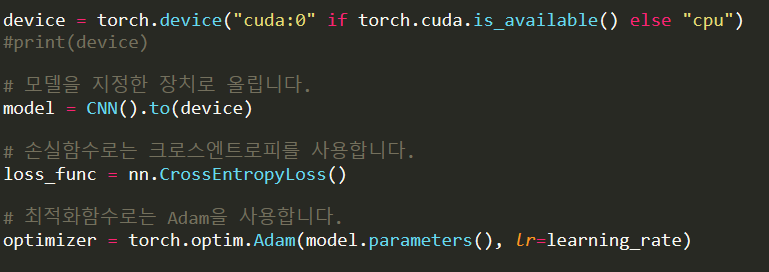 device = torch.device("cuda:0" if torch.cuda.is_available() else "cpu")
#print(device)
# 모델을 지정한 장치로 올립니다.
model = CNN().to(device)
# 손실함수로는 크로스엔트로피를 사용합니다.
loss_func = nn.CrossEntropyLoss()
# 최적화함수로는 Adam을 사용합니다.
optimizer = torch.optim.Adam(model.parameters(), lr=learning_rate)